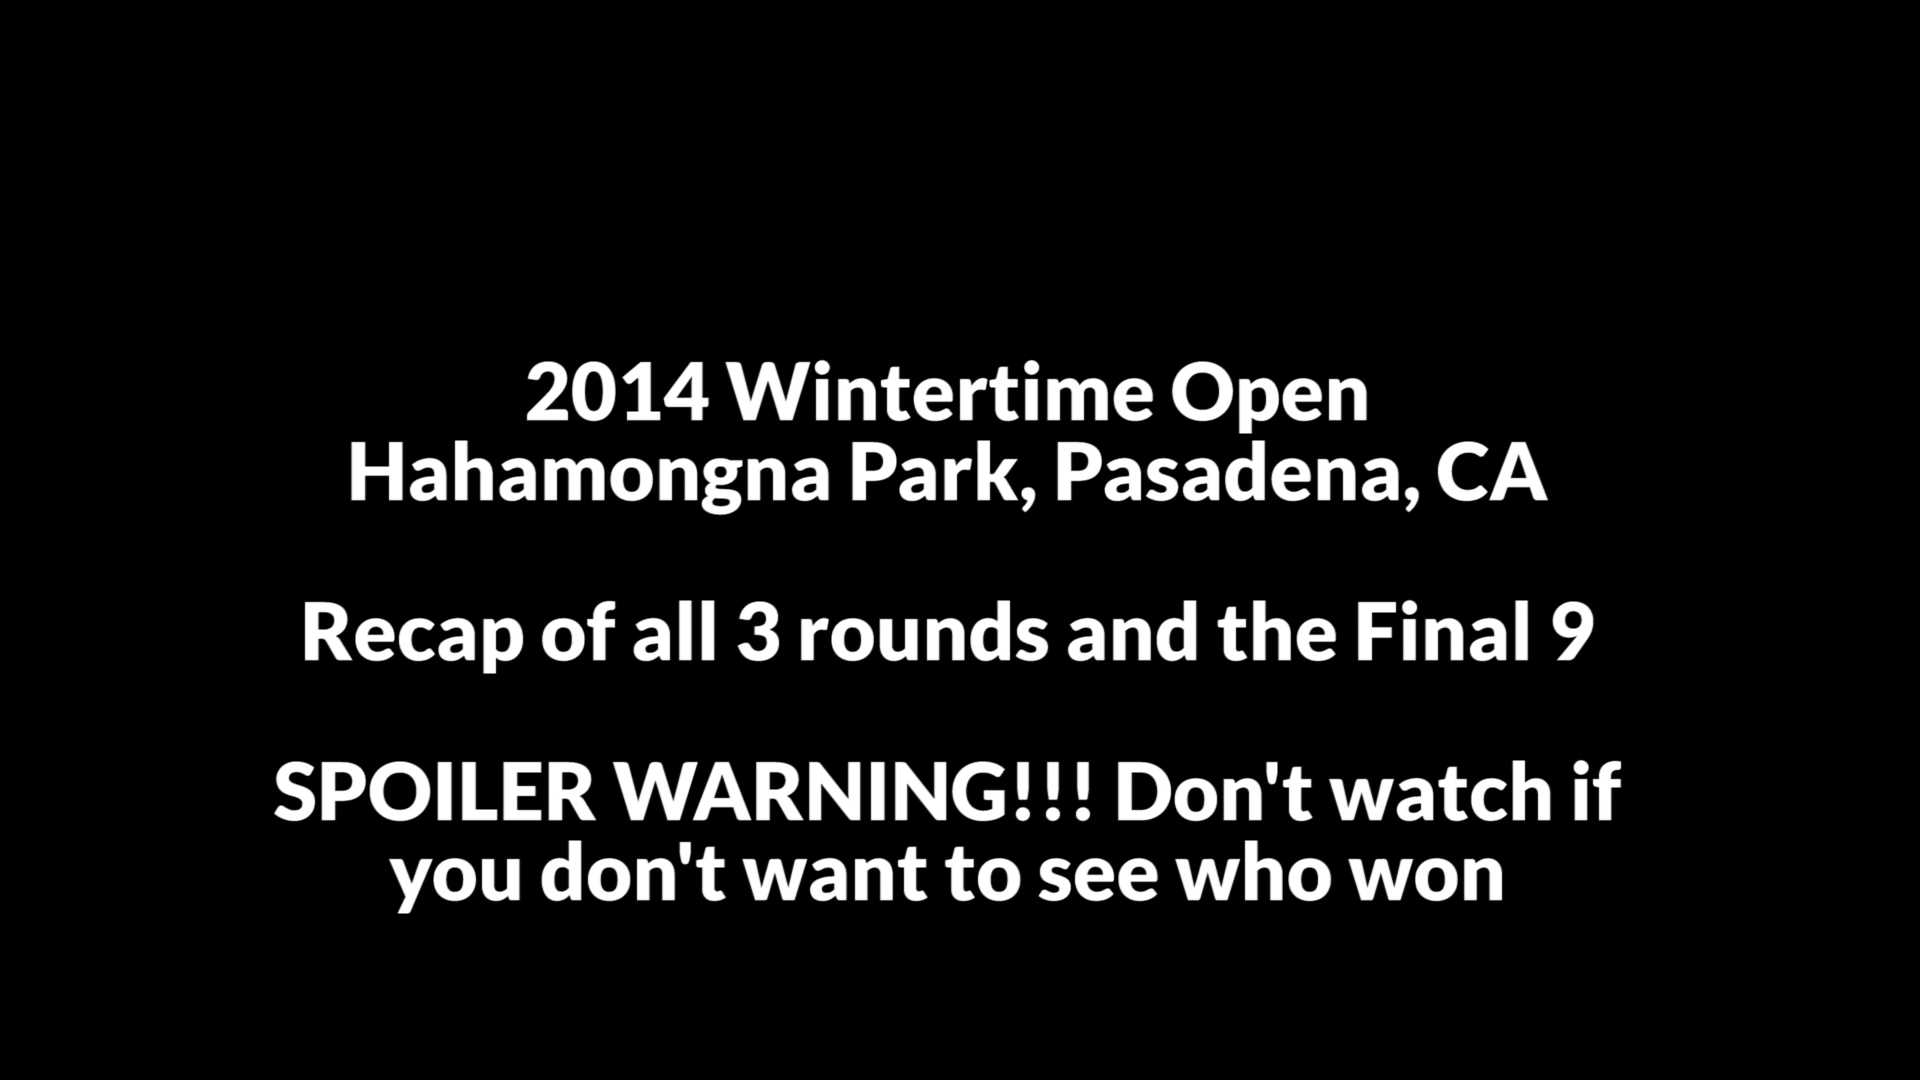 2014 Wintertime Open
Hahamongna Park, Pasadena, CA
Recap of all 3 rounds and the Final 9
SPOILER WARNING!!! Don't watch if
you don't want to see who won